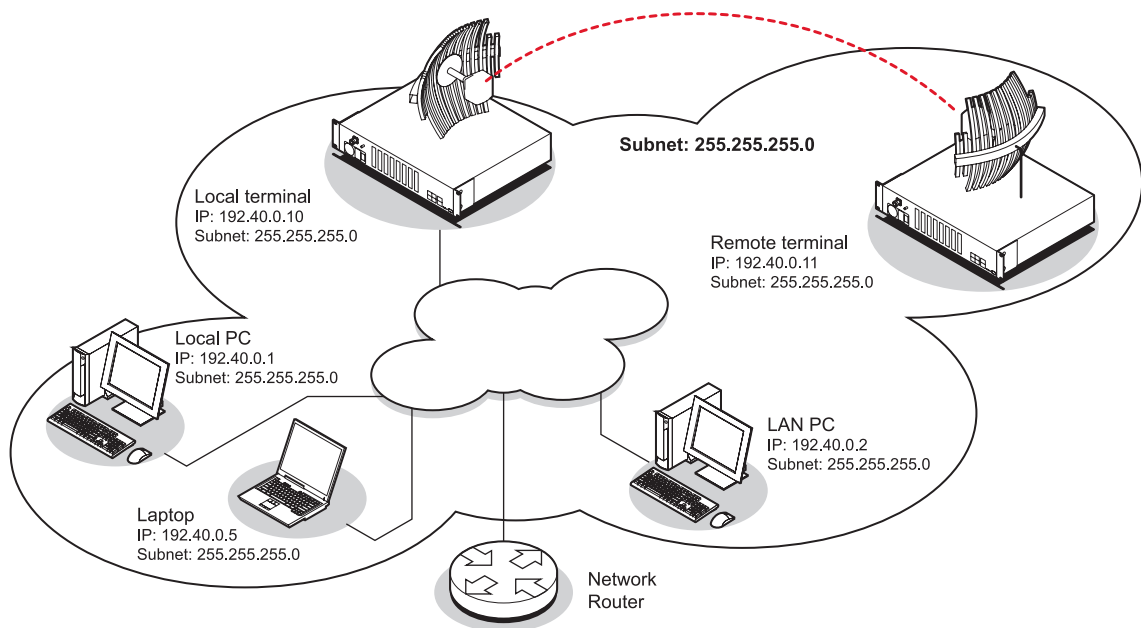 Subnet: 255.255.255.0
Local terminal
IP: 192.40.0.10
Subnet: 255.255.255.0
Remote terminal
IP: 192.40.0.11
Subnet: 255.255.255.0
Local PC
IP: 192.40.0.1
Subnet: 255.255.255.0
LAN PC
IP: 192.40.0.2
Subnet: 255.255.255.0
Laptop
IP: 192.40.0.5
Subnet: 255.255.255.0
Network
Router